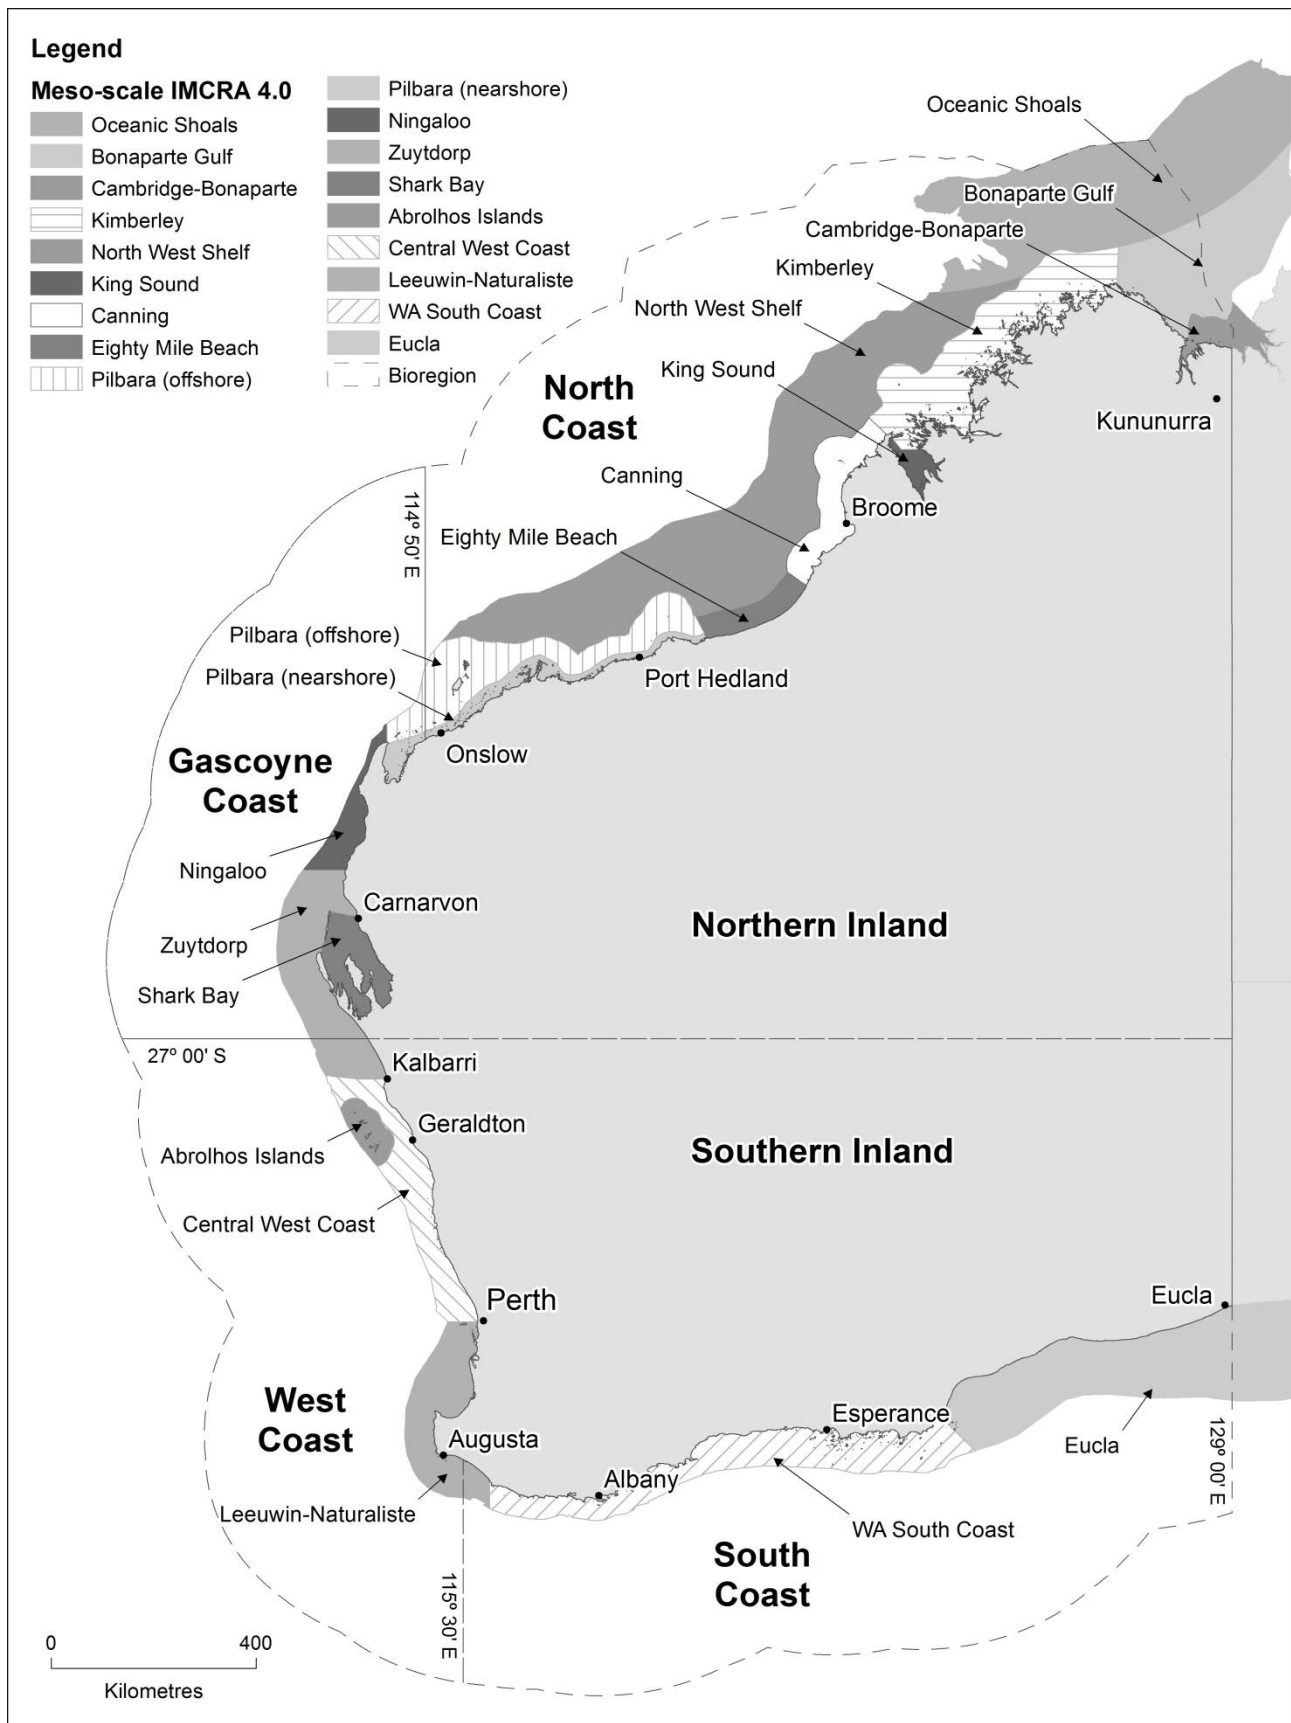 Legend
Meso-scale IMCRA 4.0
Oceanic Shoals
Bonaparte Gulf
Cambridge-Bonaparte
Kimberley
North West Shelf
King Sound
Canning
Eighty Mile Beach
Pilbara (offshore)
Pilbara (nearshore)
Ningaloo
Zuytdorp
Shark Bay
Abrolhos Islands
Central West Coast
Leeuwin-Naturaliste
WA South Coast
Eucla
Bioregion
Oceanic Shoals
Bonaparte Gulf
Cambridge-Bonaparte
Kimberley
North West Shelf
King Sound
North
Coast
Kununurra
Canning
Broome
114° 50' E
Eighty Mile Beach
Pilbara (offshore)
Pilbara (nearshore)
Port Hedland
Onslow
Gascoyne
Coast
Ningaloo
Carnarvon
Northern Inland
Zuytdorp
Shark Bay
27° 00' S
Kalbarri
Geraldton
Abrolhos Islands
Southern Inland
Central West Coast
Perth
Eucla
West
Coast
Augusta
Esperance
Eucla
129° 00' E
Albany
Leeuwin-Naturaliste
WA South Coast
South
Coast
115° 30' E
0 400
Kilometres